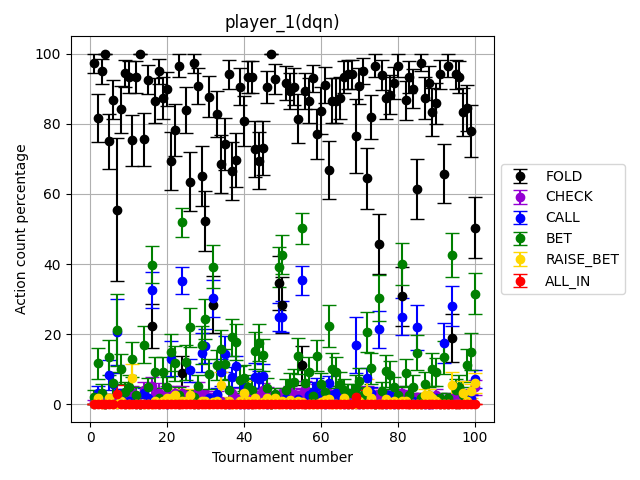 player_1(dqn)
Action count percentage
100
80
60
40
20
0
0 20 40 60 80 100
Tournament number
FOLD
CHECK
CALL
BET
RAISE_BET
ALL_IN